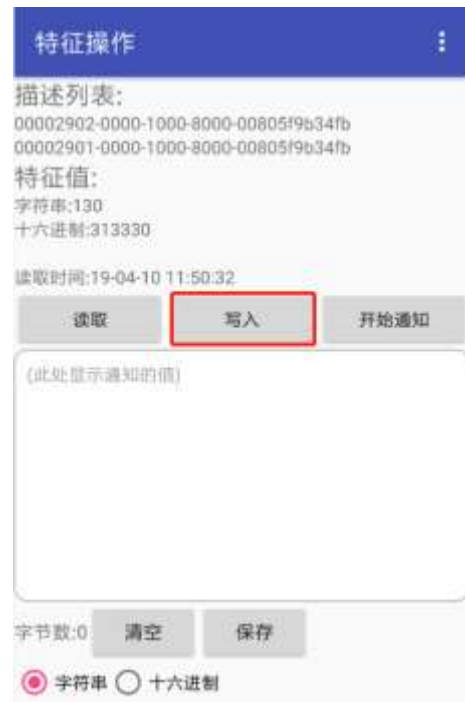 特征操作
描述列表:
00002902-0000-1000-8000-00805f9b34fb
00002901-0000-1000-8000-00805f9b34fb
特征值:
字符串:130
十六进制:313330
读取时间:19-04-10 11:50:32
读取 写入 开始通知
(此处显示通知的值)
字节数:0 清空 保存
字符串 十六进制